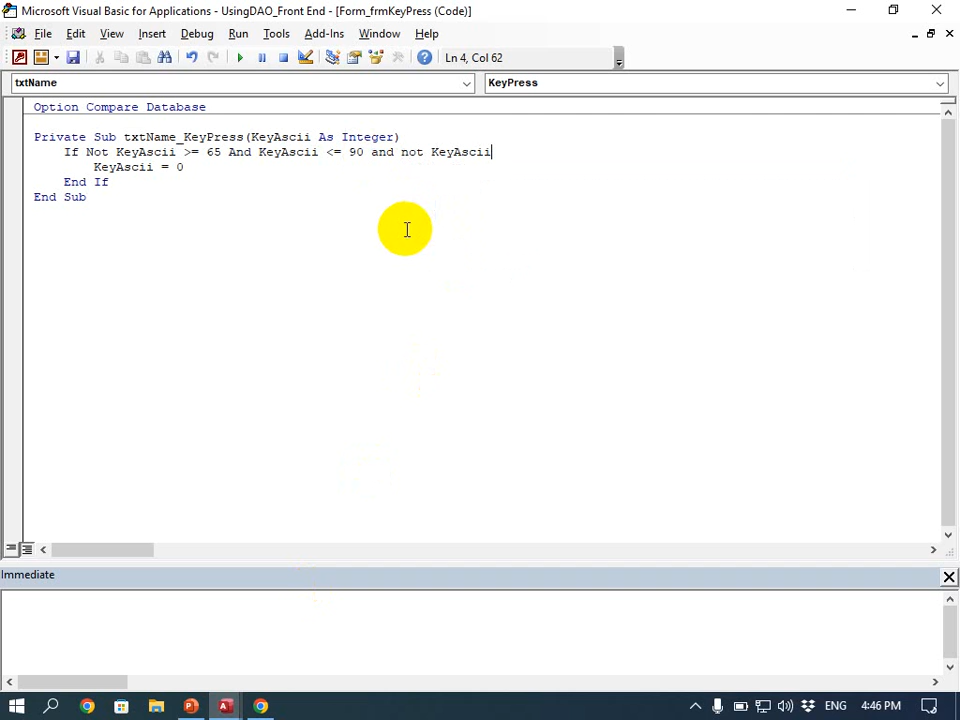 Microsoft Visual Basic for Applications - UsingDAO_Front End - [Form_frmKeyPress (Code)]
File Edit View Insert Debug Run Tools Add-Ins Window Help
Ln 4, Col 62
txtName KeyPress
Option Compare Database
Private Sub txtName_KeyPress(KeyAscii As Integer)
If Not KeyAscii >= 65 And KeyAscii <= 90 and not KeyAscii
KeyAscii = 0
End If
End Sub
Immediate
ENG 4:46 PM